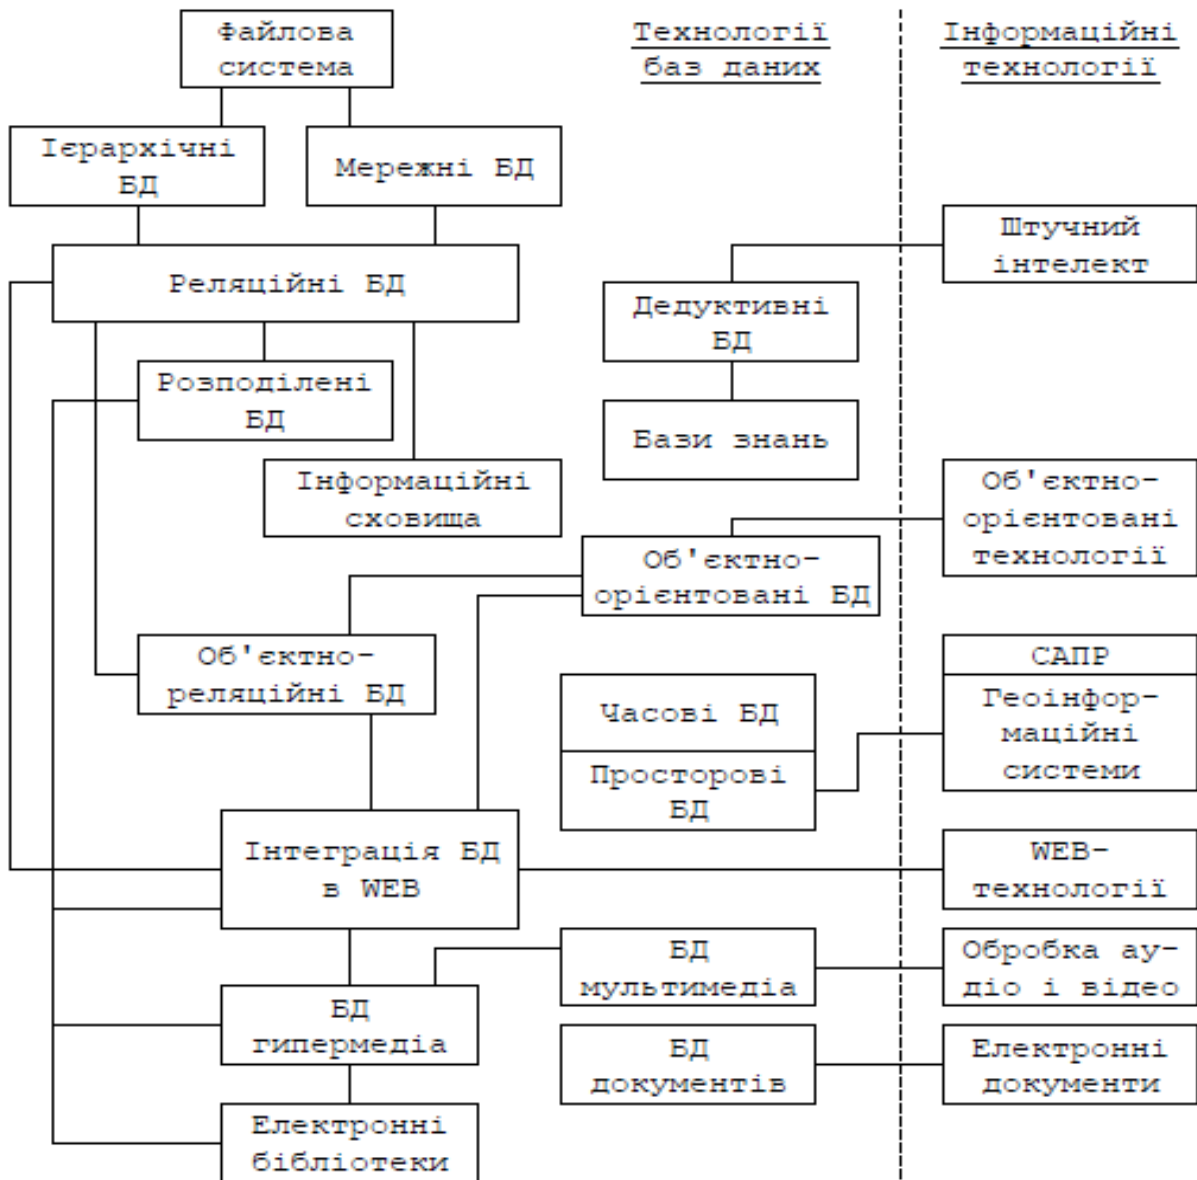 Файлова
система
Технології
баз даних
Інформаційні
технології
Ієрархічні
БД
Мережні БД
Реляційні БД
Штучний
інтелект
Дедуктивні
БД
Розподілені
БД
Бази знань
Інформаційні
сховища
Об'єктно-
орієнтовані
технології
Об'єктно-
орієнтовані БД
Об'єктно-
реляційні БД
САПР
Геоінфор-
маційні
системи
Часові БД
Просторові
БД
Інтеграція БД
в WEB
WEB-
технології
БД
мультимедіа
Обробка ау-
діо і відео
БД
гипермедіа
БД
документів
Електронні
документи
Електронні
бібліотеки